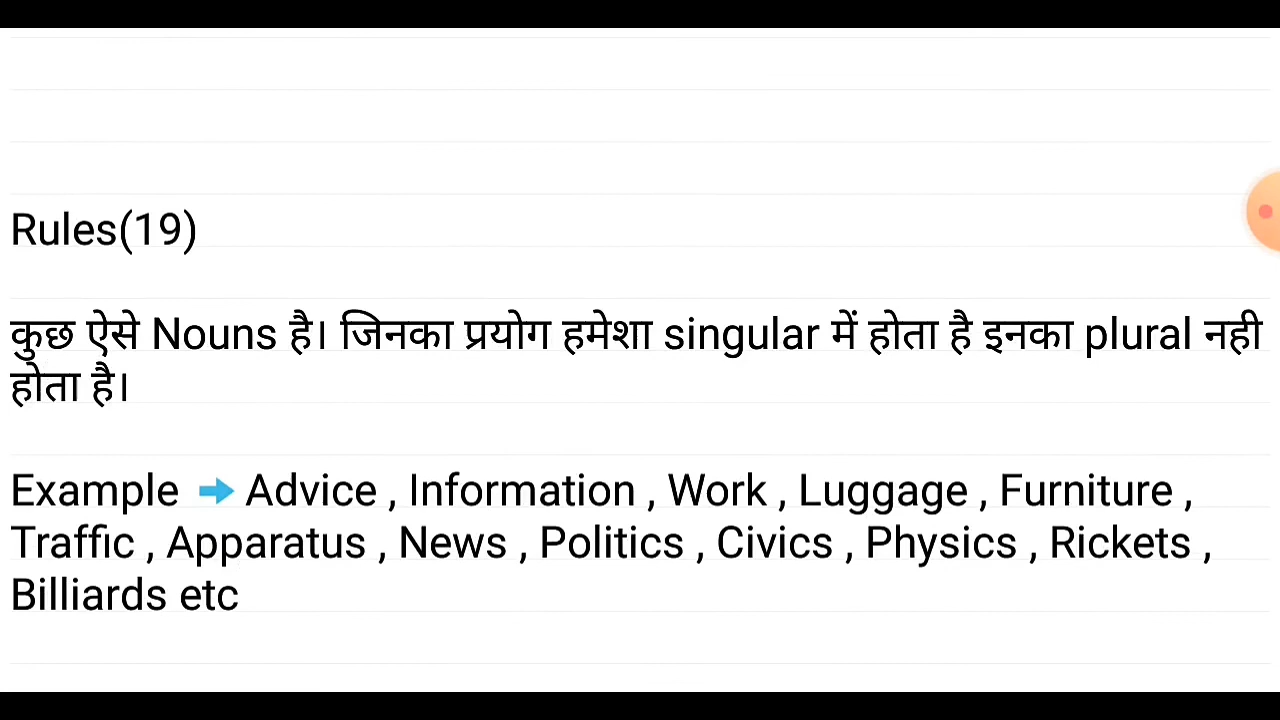 Rules(19)
कुछ ऐसे Nouns है। जिनका प्रयोग हमेशा singular में होता है इनका plural नही
होता है।
Example ➡ Advice , Information , Work , Luggage , Furniture ,
Traffic , Apparatus , News , Politics , Civics , Physics , Rickets ,
Billiards etc